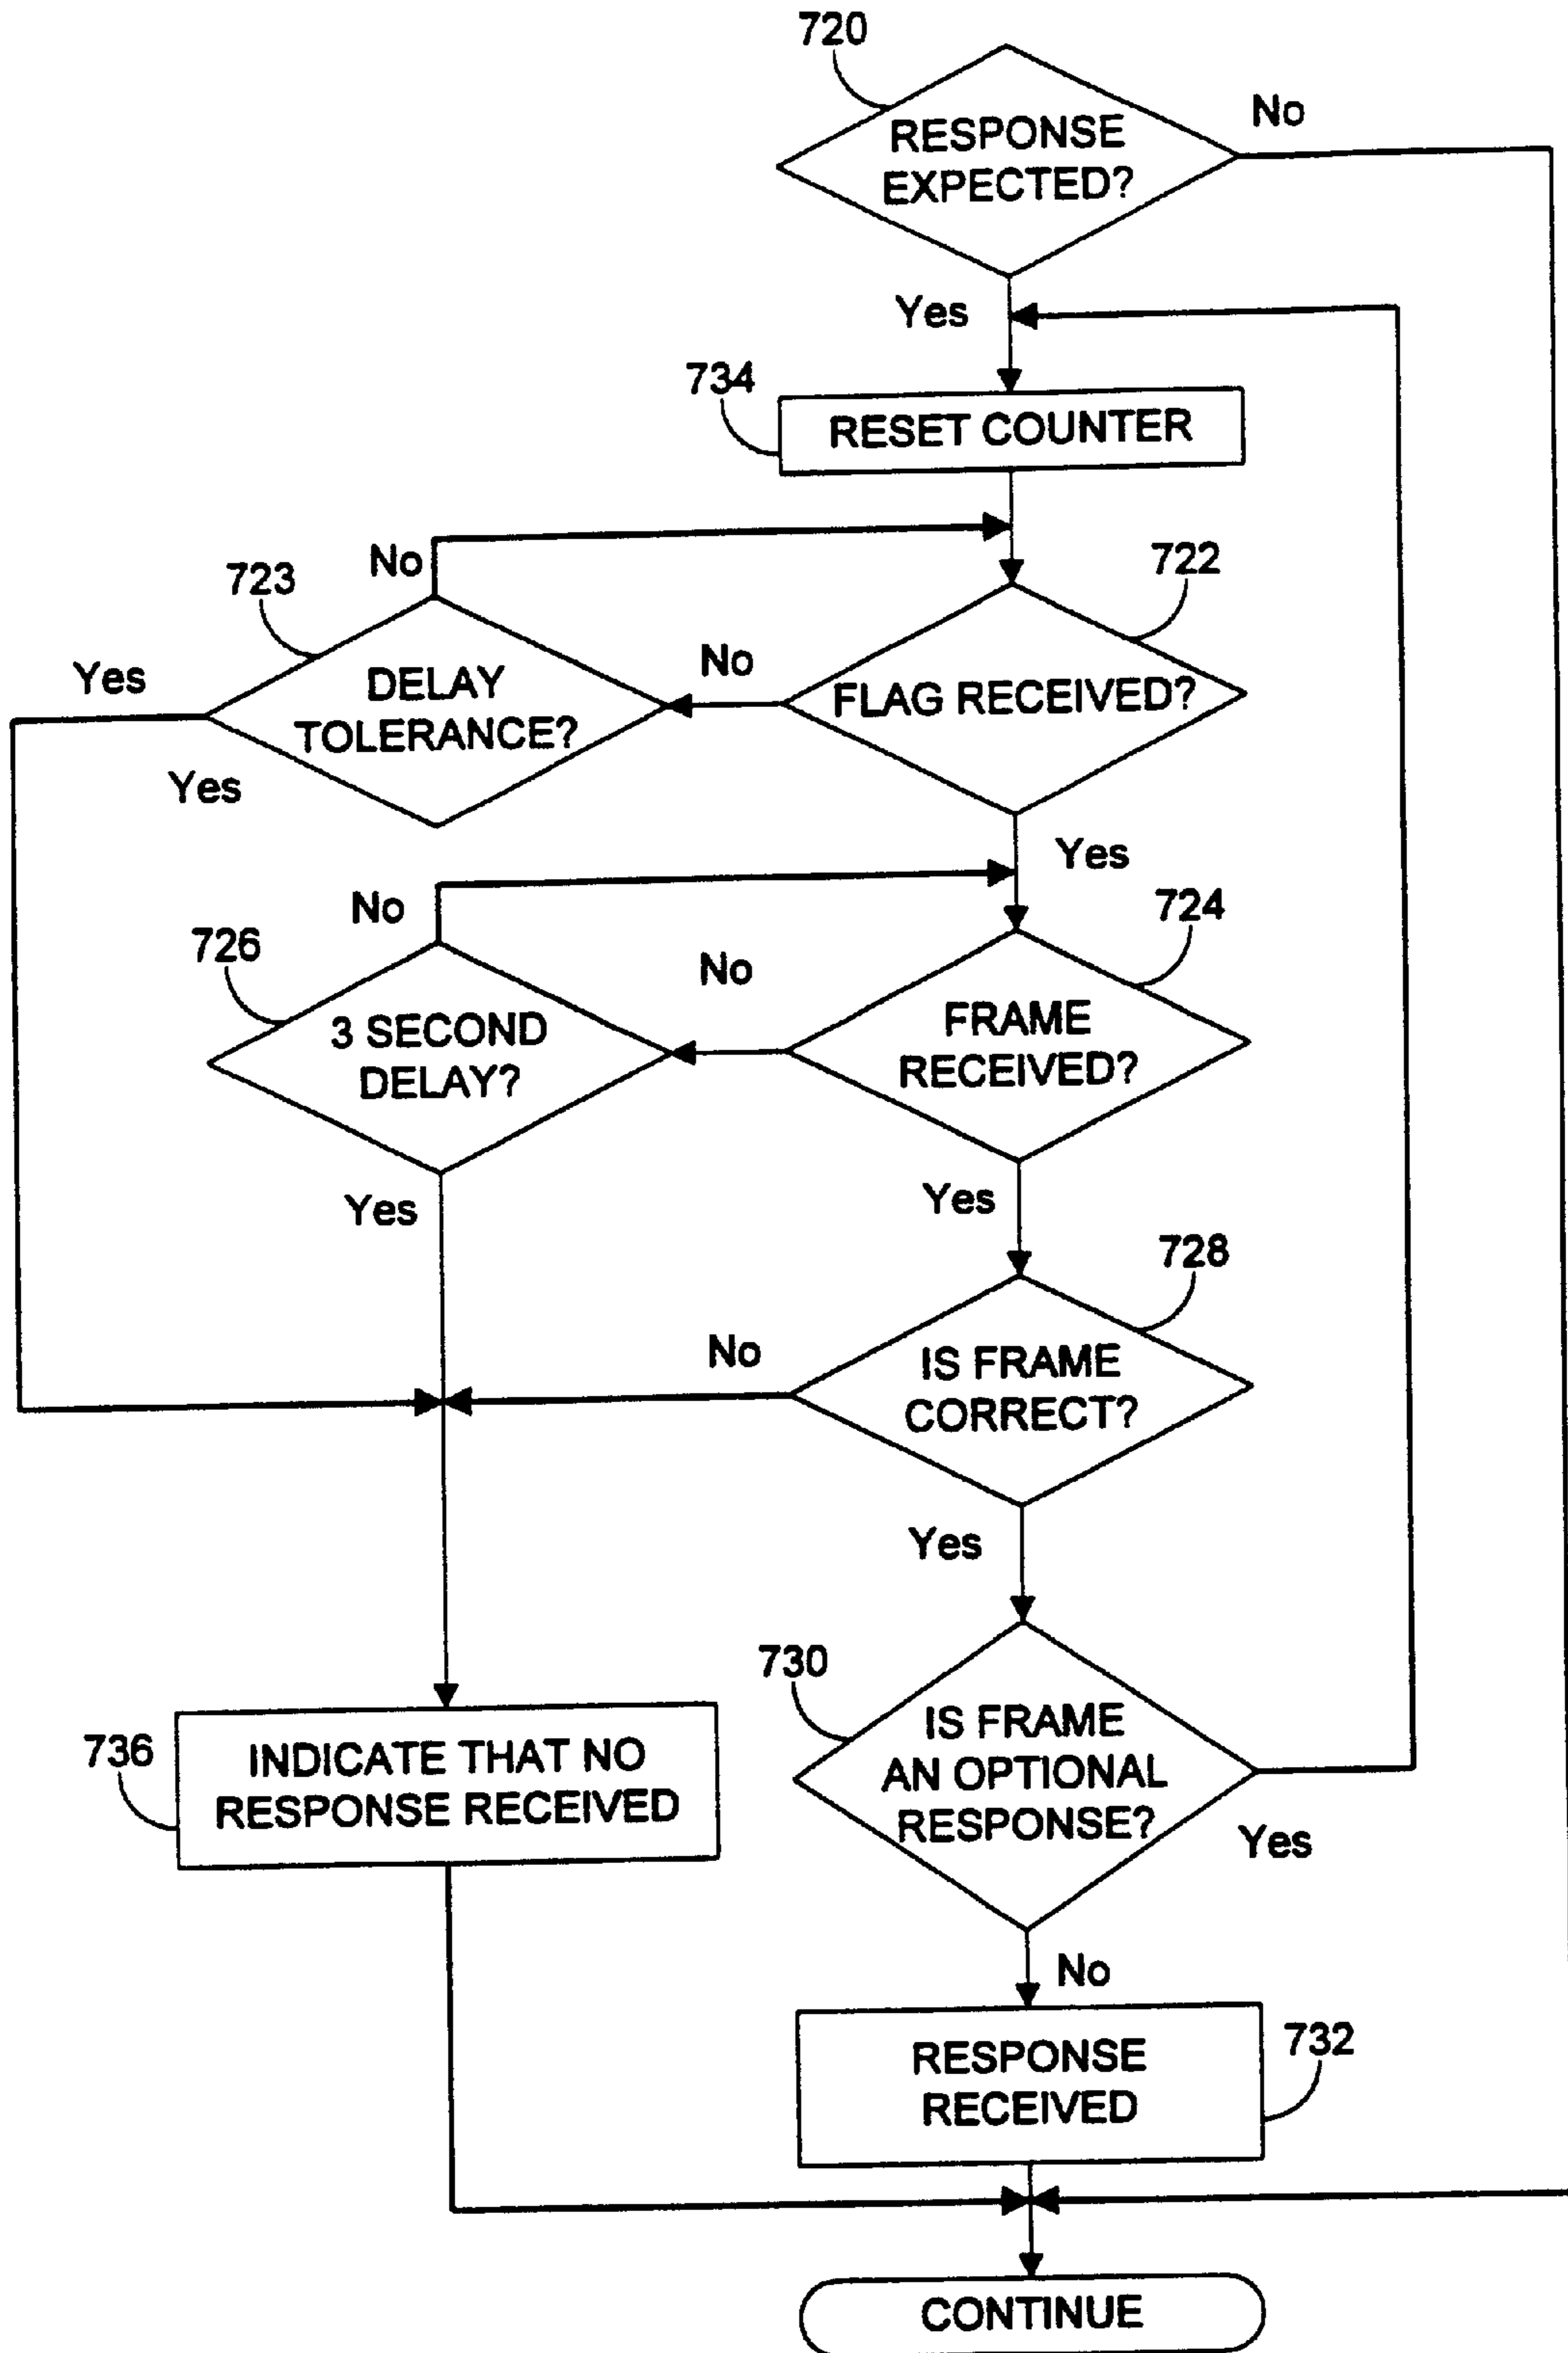 720
No
RESPONSE
EXPECTED?
Yes
734
RESET COUNTER
No
723
722
Yes
DELAY
TOLERANCE?
No
FLAG RECEIVED?
Yes
Yes
No
724
726
No
3 SECOND
DELAY?
FRAME
RECEIVED?
Yes
Yes
728
No
IS FRAME
CORRECT?
Yes
730
IS FRAME
AN OPTIONAL
RESPONSE?
736
INDICATE THAT NO
RESPONSE RECEIVED
Yes
No
RESPONSE
RECEIVED
732
CONTINUE